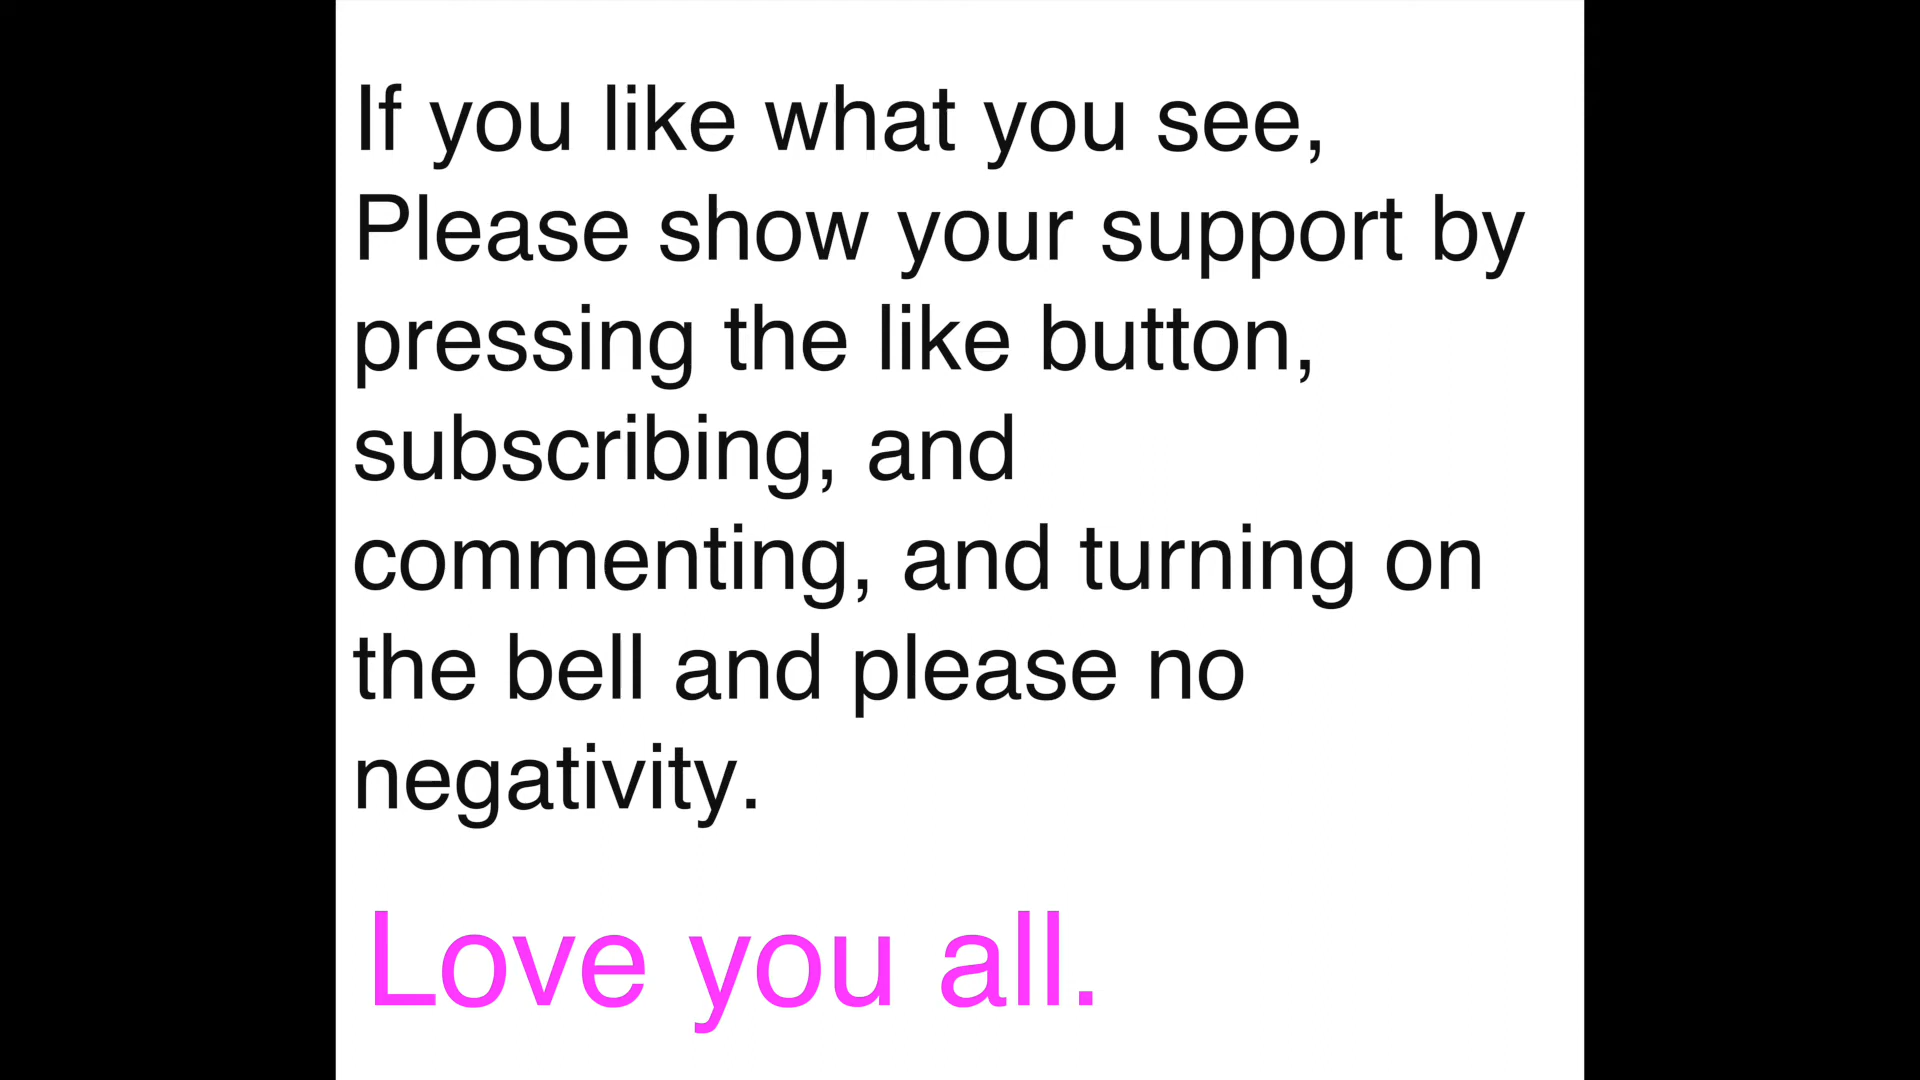 If you like what you see,
Please show your support by
pressing the like button,
subscribing, and
commenting, and turning on
the bell and please no
negativity.
Love you all.